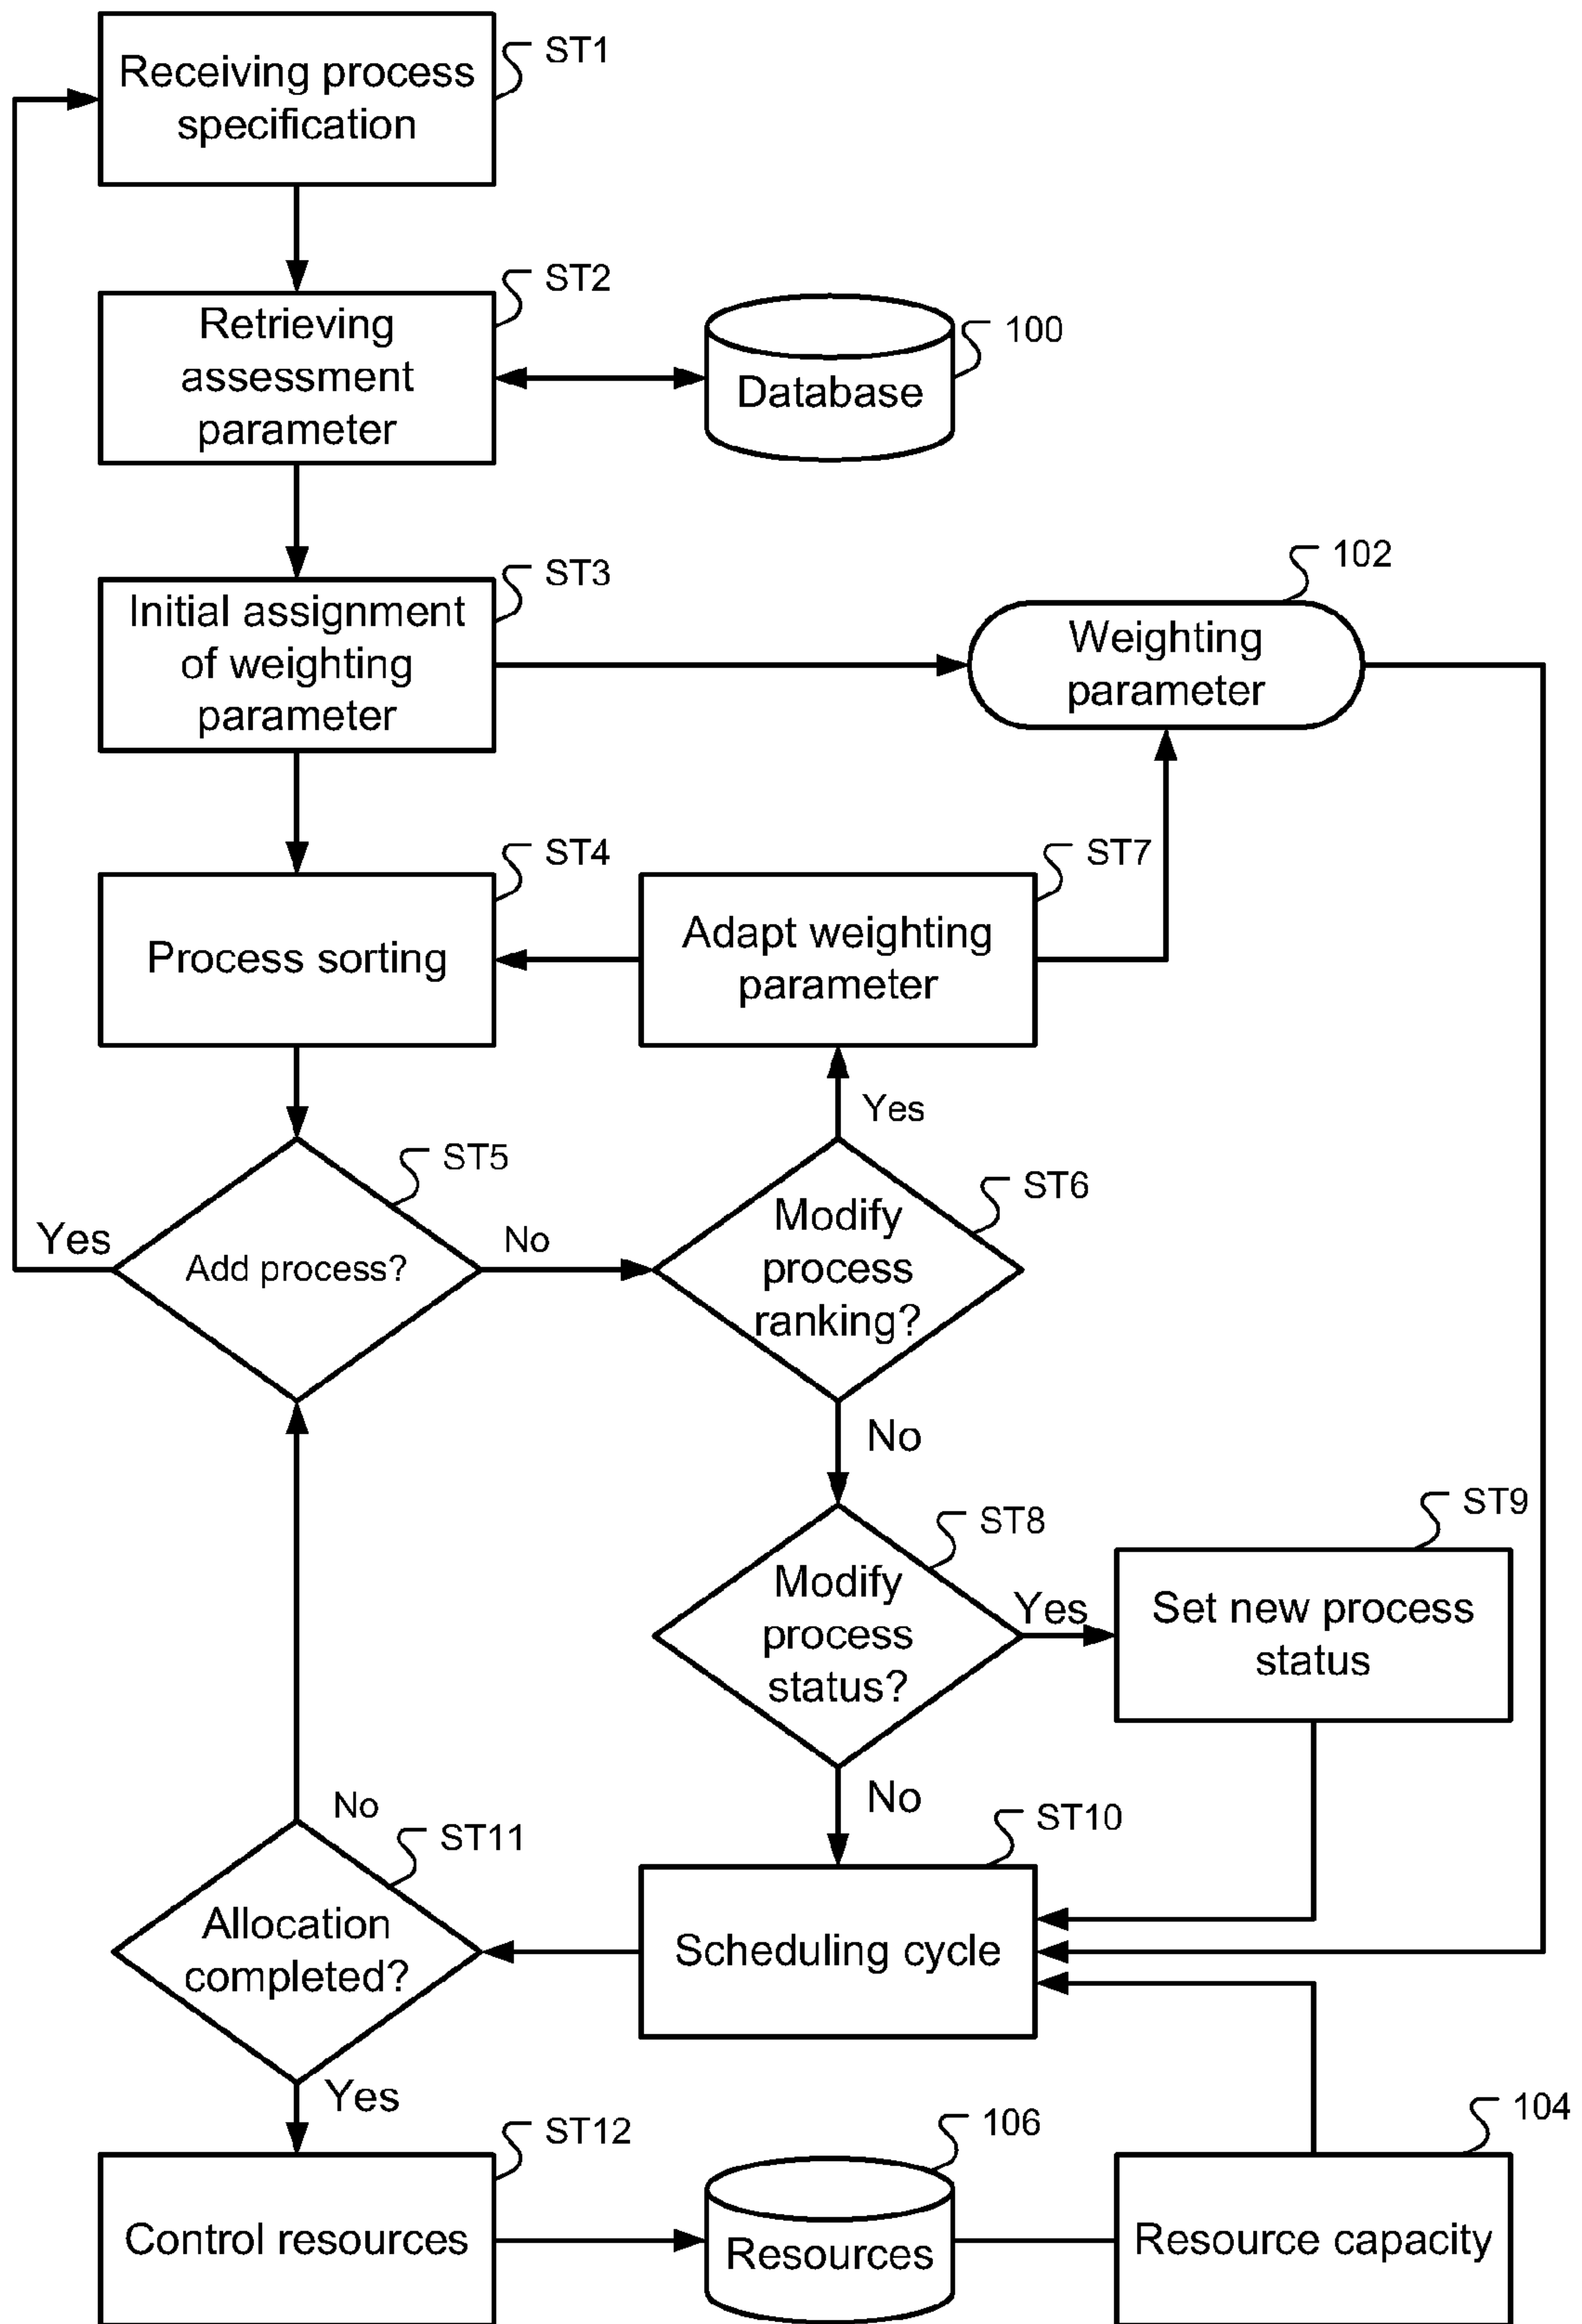 ST1
Receiving process
specification
ST2
Retrieving
assessment
parameter
100
Database
ST3
Initial assignment
of weighting
parameter
102
Weighting
parameter
ST4
Process sorting
ST7
Adapt weighting
parameter
Yes
ST5
Add process?
Yes
No
ST6
Modify
process
ranking?
No
ST8
Modify
process
status?
Yes
ST9
Set new process
status
No
ST10
Scheduling cycle
No
ST11
Allocation
completed?
Yes
ST12
Control resources
106
Resources
104
Resource capacity